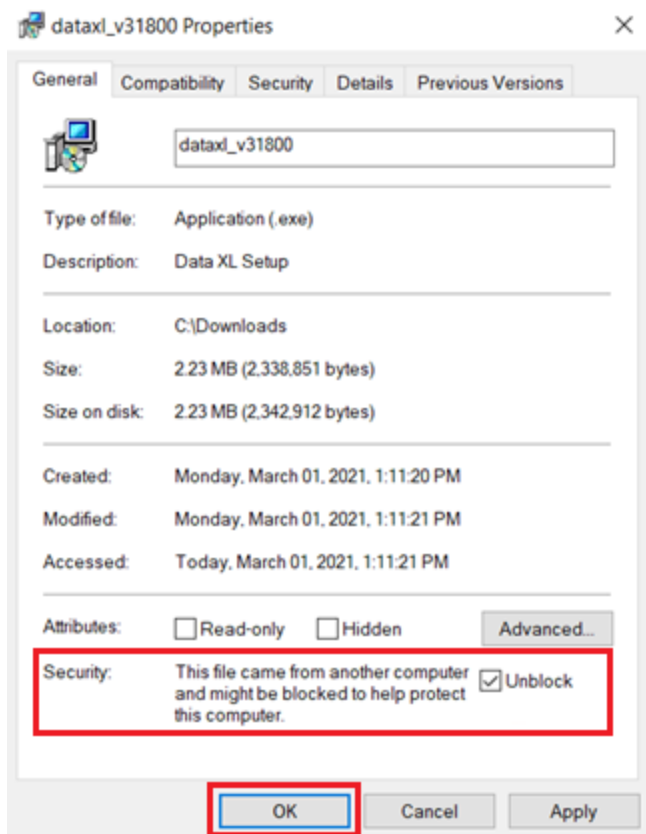 dataxl_v31800 Properties
General Compatibility Security Details Previous Versions
dataxl_v31800
Type of file: Application (.exe)
Description: Data XL Setup
Location: C:\Downloads
Size: 2.23 MB (2,338,851 bytes)
Size on disk: 2.23 MB (2,342,912 bytes)
Created: Monday, March 01, 2021, 1:11:20 PM
Modified: Monday, March 01, 2021, 1:11:21 PM
Accessed: Today, March 01, 2021, 1:11:21 PM
Attributes: Read-only Hidden Advanced...
Security: This file came from another computer Unblock
and might be blocked to help protect
this computer.
OK Cancel Apply